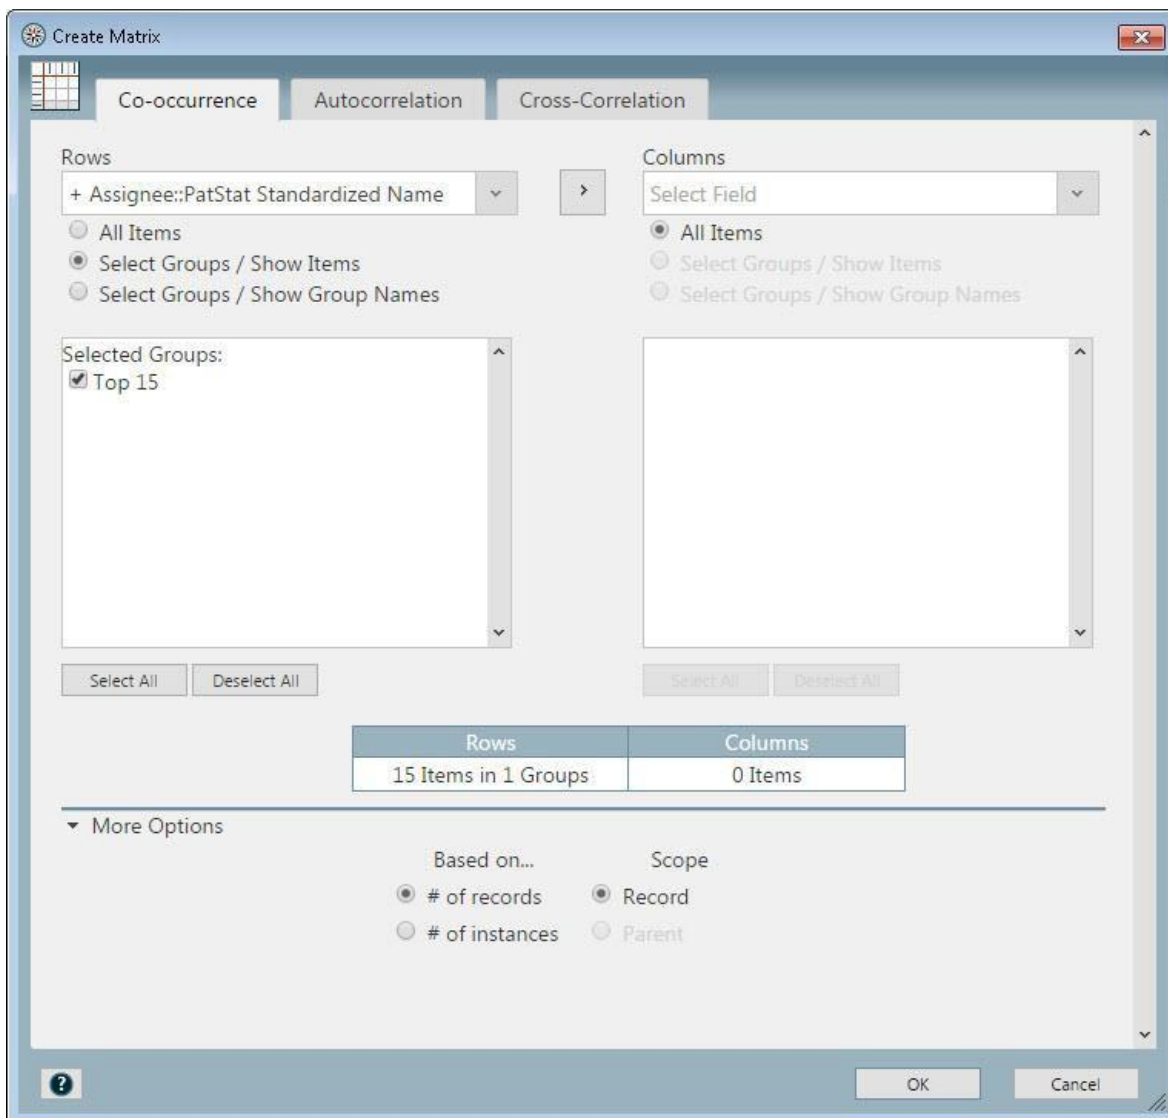 Create Matrix
Co-occurrence Autocorrelation Cross-Correlation
Rows Columns
+ Assignee::PatStat Standardized Name > Select Field
All Items All Items
Select Groups / Show Items Select Groups / Show Items
Select Groups / Show Group Names Select Groups / Show Group Names
Selected Groups:
Top 15
Select All Deselect All Select All Deselect All
Rows Columns
15 Items in 1 Groups 0 Items
More Options
Based on... Scope
# of records Record
# of instances Parent
? OK Cancel